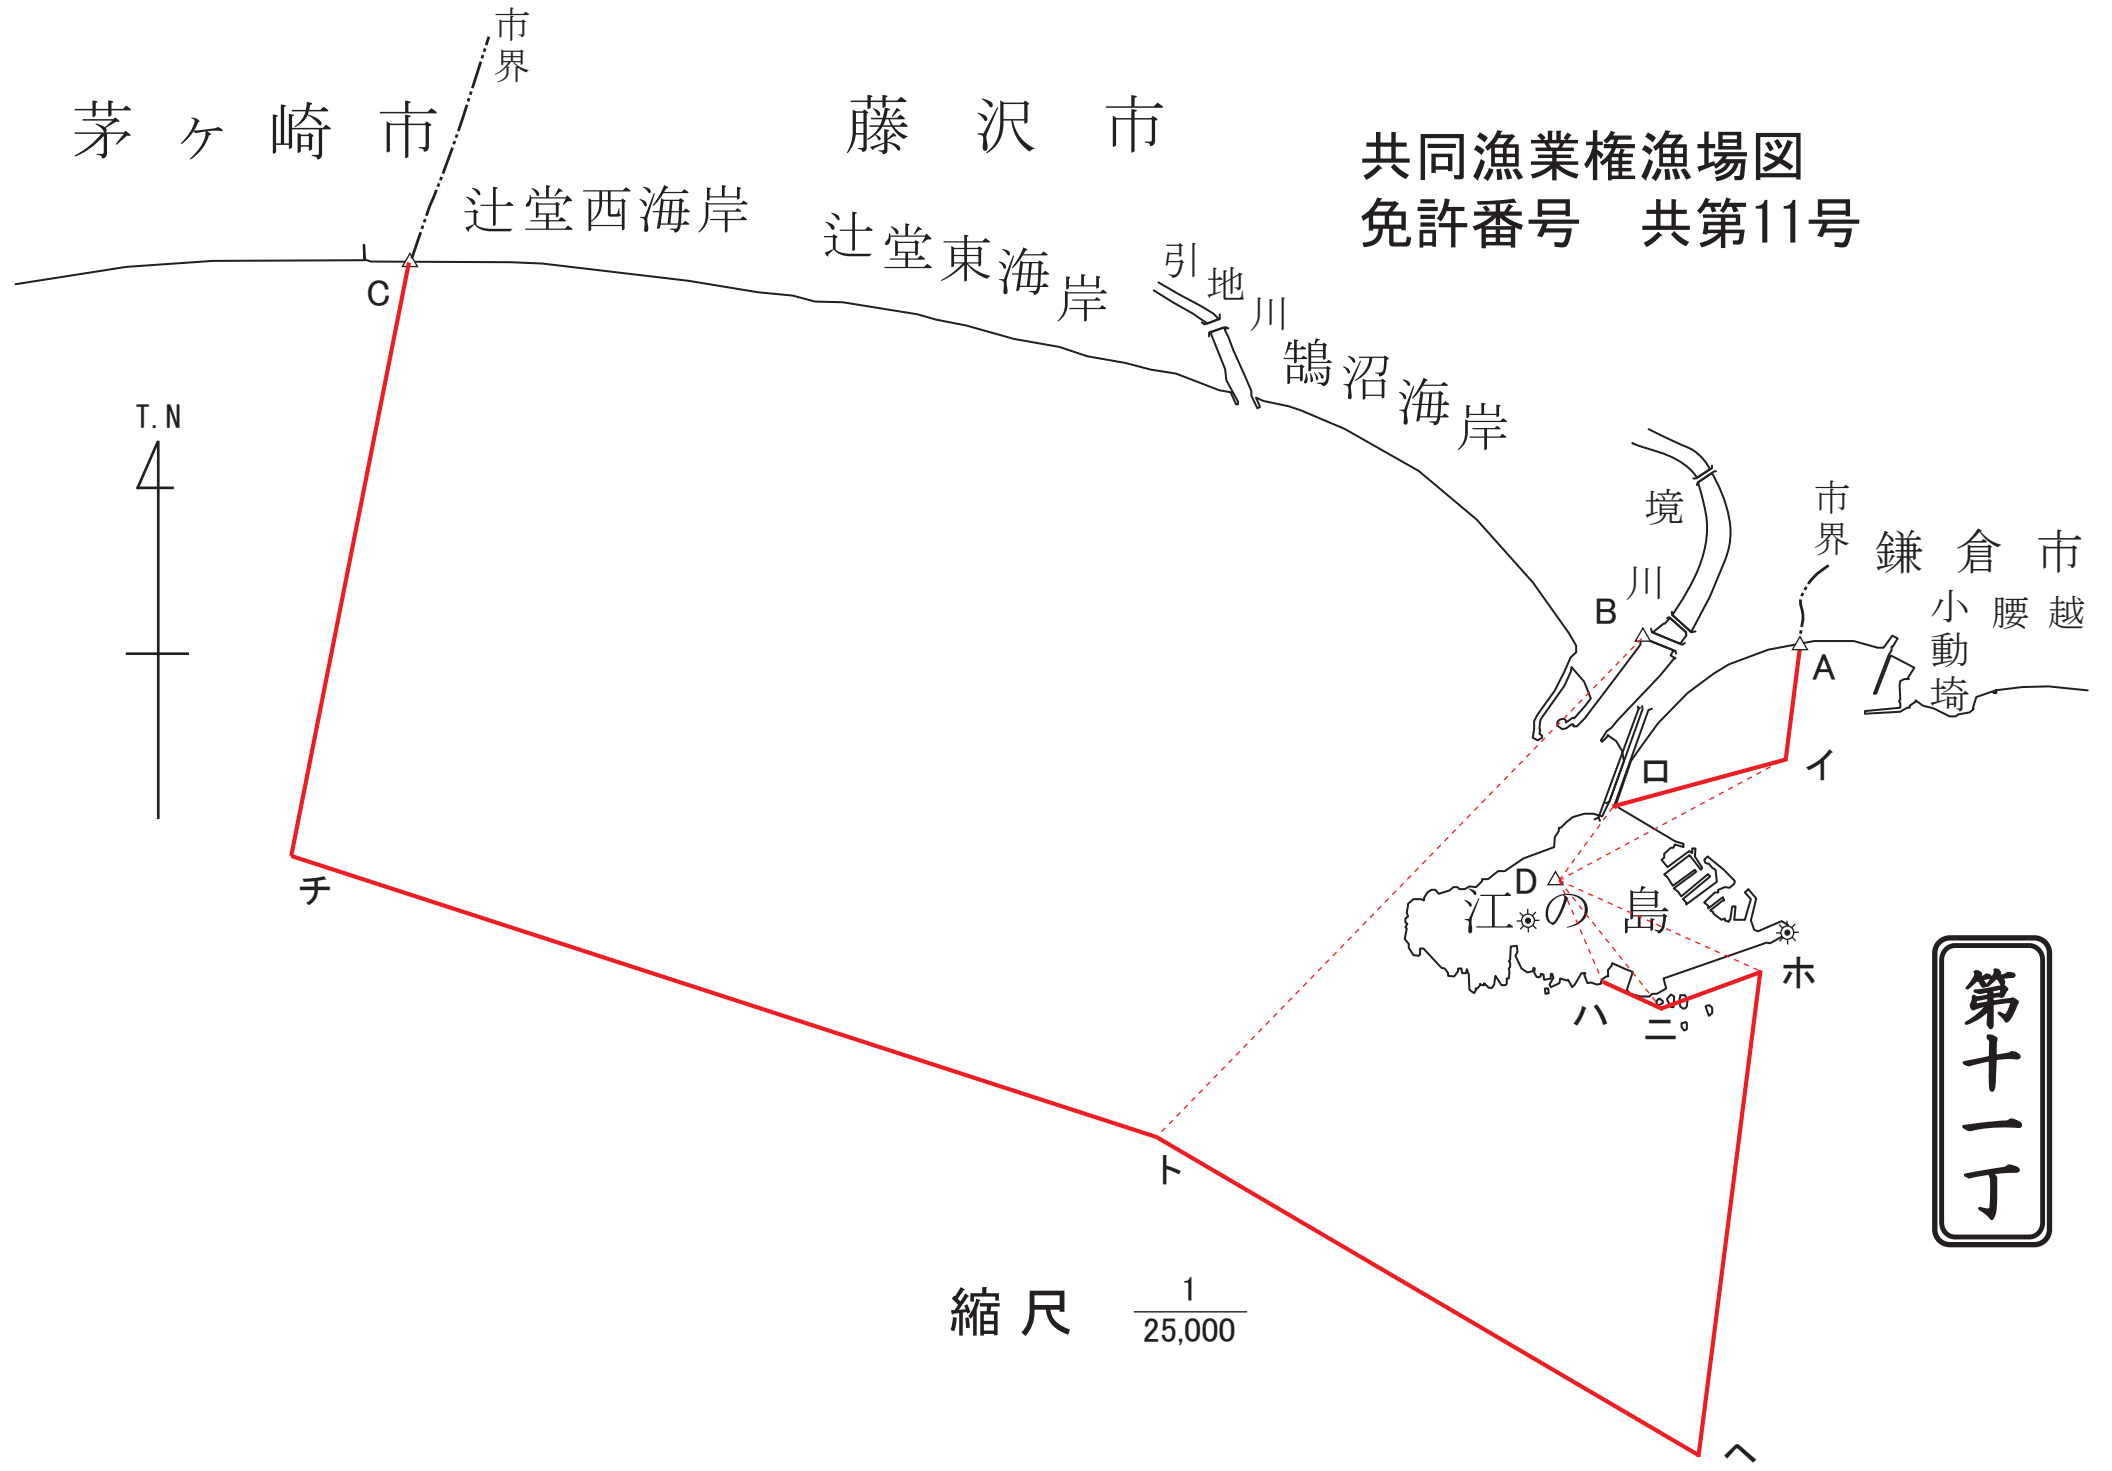 市界
茅ヶ崎市
藤沢市
共同漁業権漁場図
免許番号　共第11号
辻堂西海岸
辻堂東海岸
引地川
C
鵠沼海岸
T.N
境川
市界
鎌倉市
小動埼
腰越
B
A
イ
ロ
D
チ
江の島
ホ
ハ
ニ
ト
第十一丁
縮尺 1/25,000
ヘ